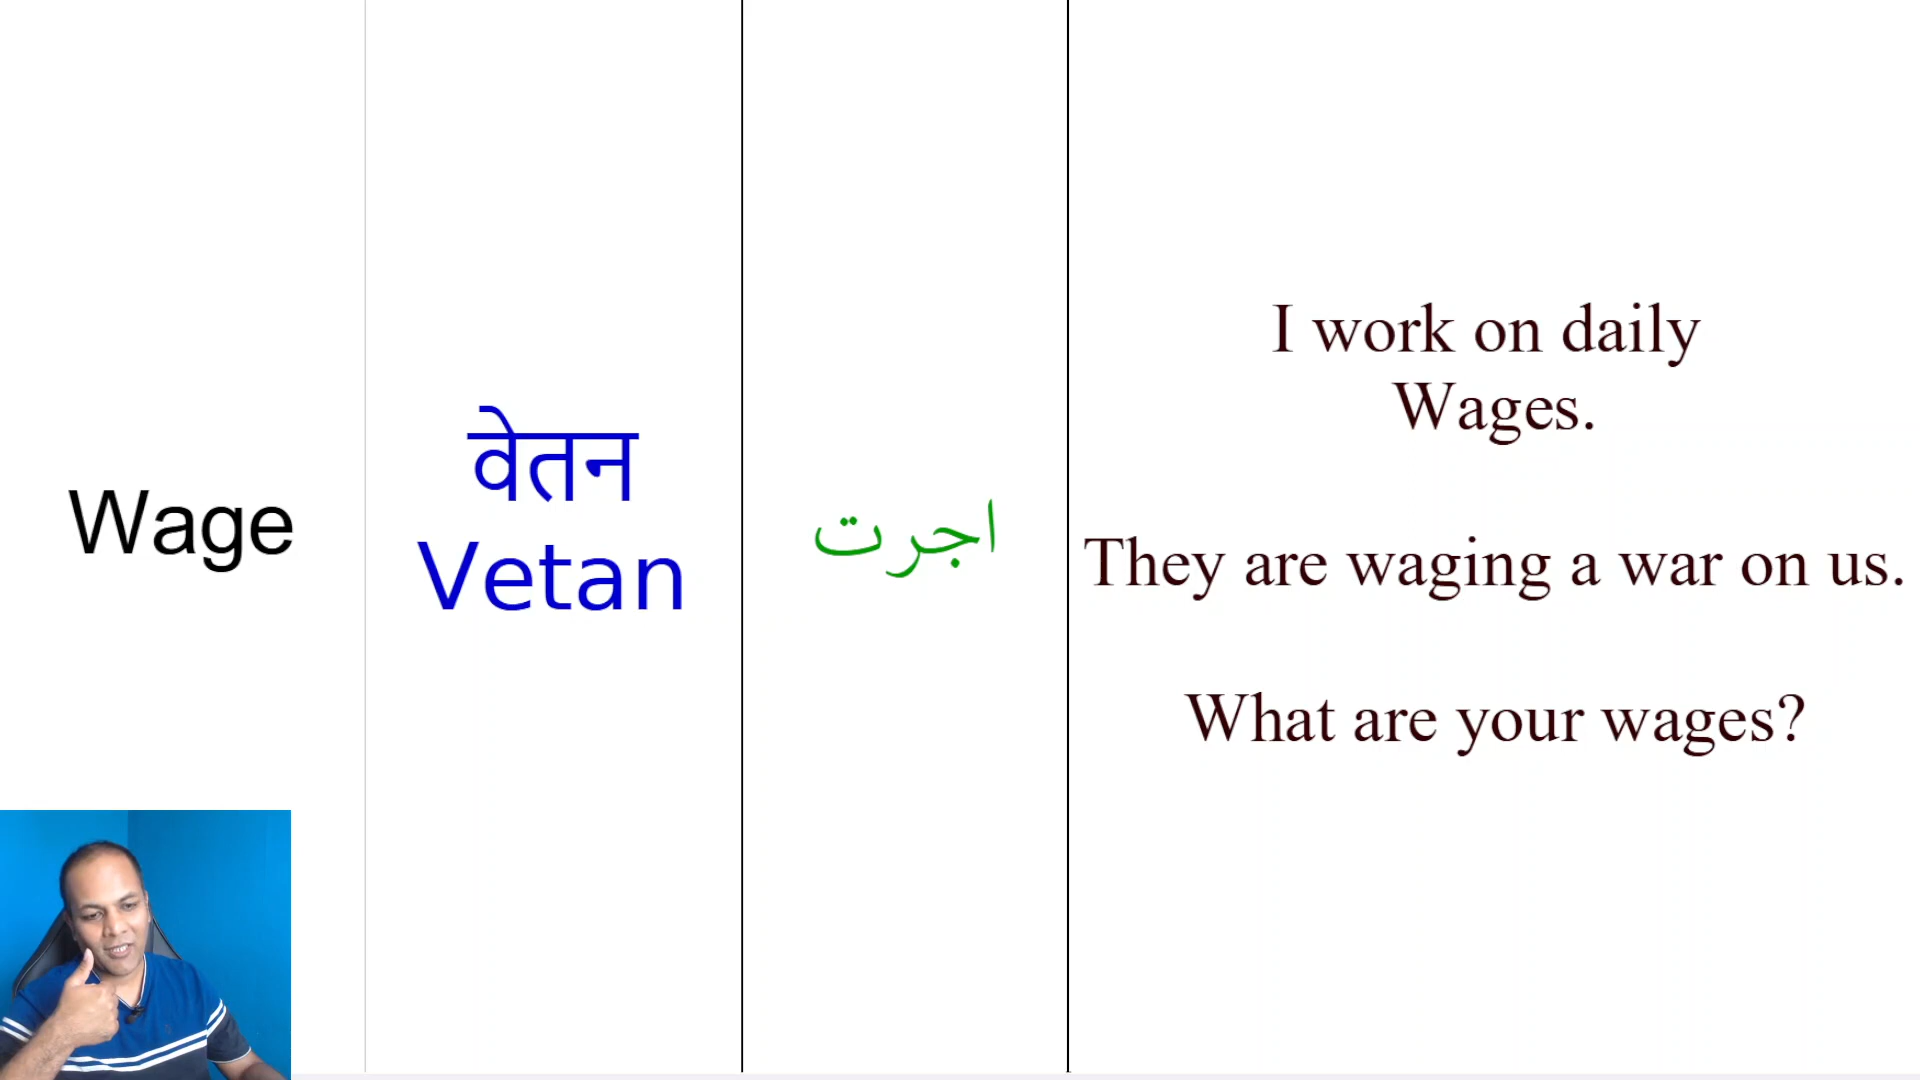 Wage
वेतन
Vetan
اجرت
I work on daily
Wages.
They are waging a war on us.
What are your wages?